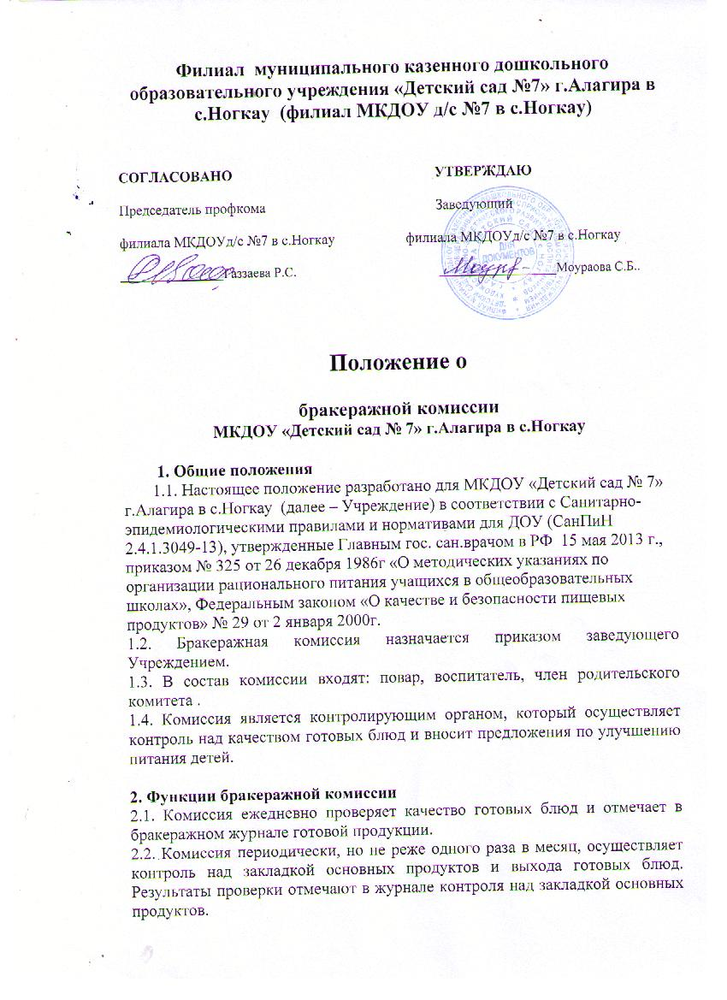 Филиал муниципального казенного дошкольного
образовательного учреждения «Детский сад №7» г.Алагира в
с.Ногкау (филиал МКДОУ д/с №7 в с.Ногкау)
СОГЛАСОВАНО
УТВЕРЖДАЮ
Председатель профкома
Заведующий
филиала МКДОУд/с №7 в с.Ногкау
филиала МКДОУд/с №7 в с.Ногкау
Газзаева Р.С.
Моураова С.Б..
ДЛЯ
ДОКУМЕНТОВ
Положение о
бракеражной комиссии
МКДОУ «Детский сад № 7» г.Алагира в с.Ногкау
1. Общие положения
1.1. Настоящее положение разработано для МКДОУ «Детский сад № 7»
г.Алагира в с.Ногкау (далее – Учреждение) в соответствии с Санитарно-
эпидемиологическими правилами и нормативами для ДОУ (СанПиН
2.4.1.3049-13), утвержденные Главным гос. сан.врачом в РФ 15 мая 2013 г.,
приказом № 325 от 26 декабря 1986г «О методических указаниях по
организации рационального питания учащихся в общеобразовательных
школах», Федеральным законом «О качестве и безопасности пищевых
продуктов» № 29 от 2 января 2000г.
1.2. Бракеражная комиссия назначается приказом заведующего
Учреждением.
1.3. В состав комиссии входят: повар, воспитатель, член родительского
комитета .
1.4. Комиссия является контролирующим органом, который осуществляет
контроль над качеством готовых блюд и вносит предложения по улучшению
питания детей.
2. Функции бракеражной комиссии
2.1. Комиссия ежедневно проверяет качество готовых блюд и отмечает в
бракеражном журнале готовой продукции.
2.2. Комиссия периодически, но не реже одного раза в месяц, осуществляет
контроль над закладкой основных продуктов и выхода готовых блюд.
Результаты проверки отмечают в журнале контроля над закладкой основных
продуктов.